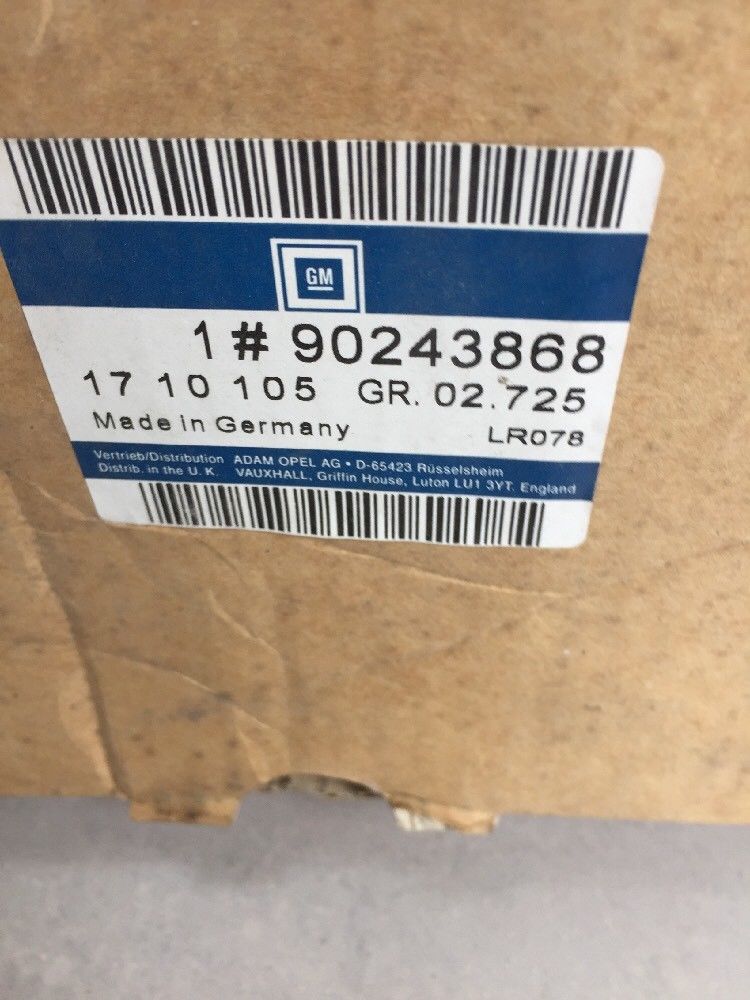 GM
1 # 90243868
17 10 105 GR. 02.725
Made in Germany LR078
Vertrieb/Distribution ADAM OPEL AG • D-65423 Rüsselsheim
Distrib. in the U. K. VAUXHALL, Griffin House, Luton LU1 3YT. England